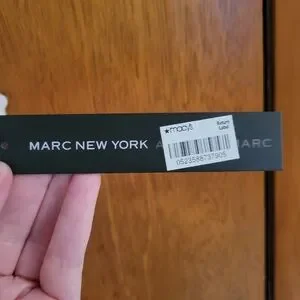 ★macy's
Return
Label
MARC NEW YORK A MARC
0523588737905